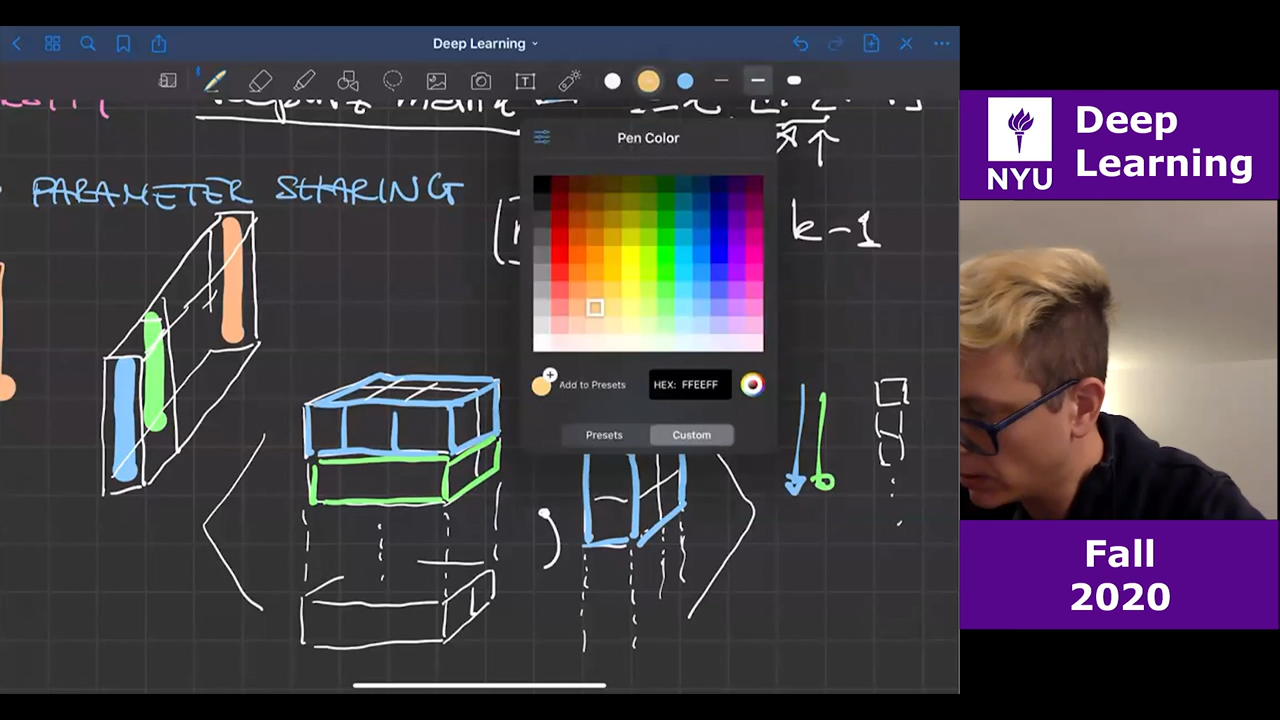 Deep Learning
T
Pen Color
PARAMETER SHARING
k-1
Add to Presets
HEX: FFEEFF
Presets
Custom
NYU
Deep
Learning
Fall
2020